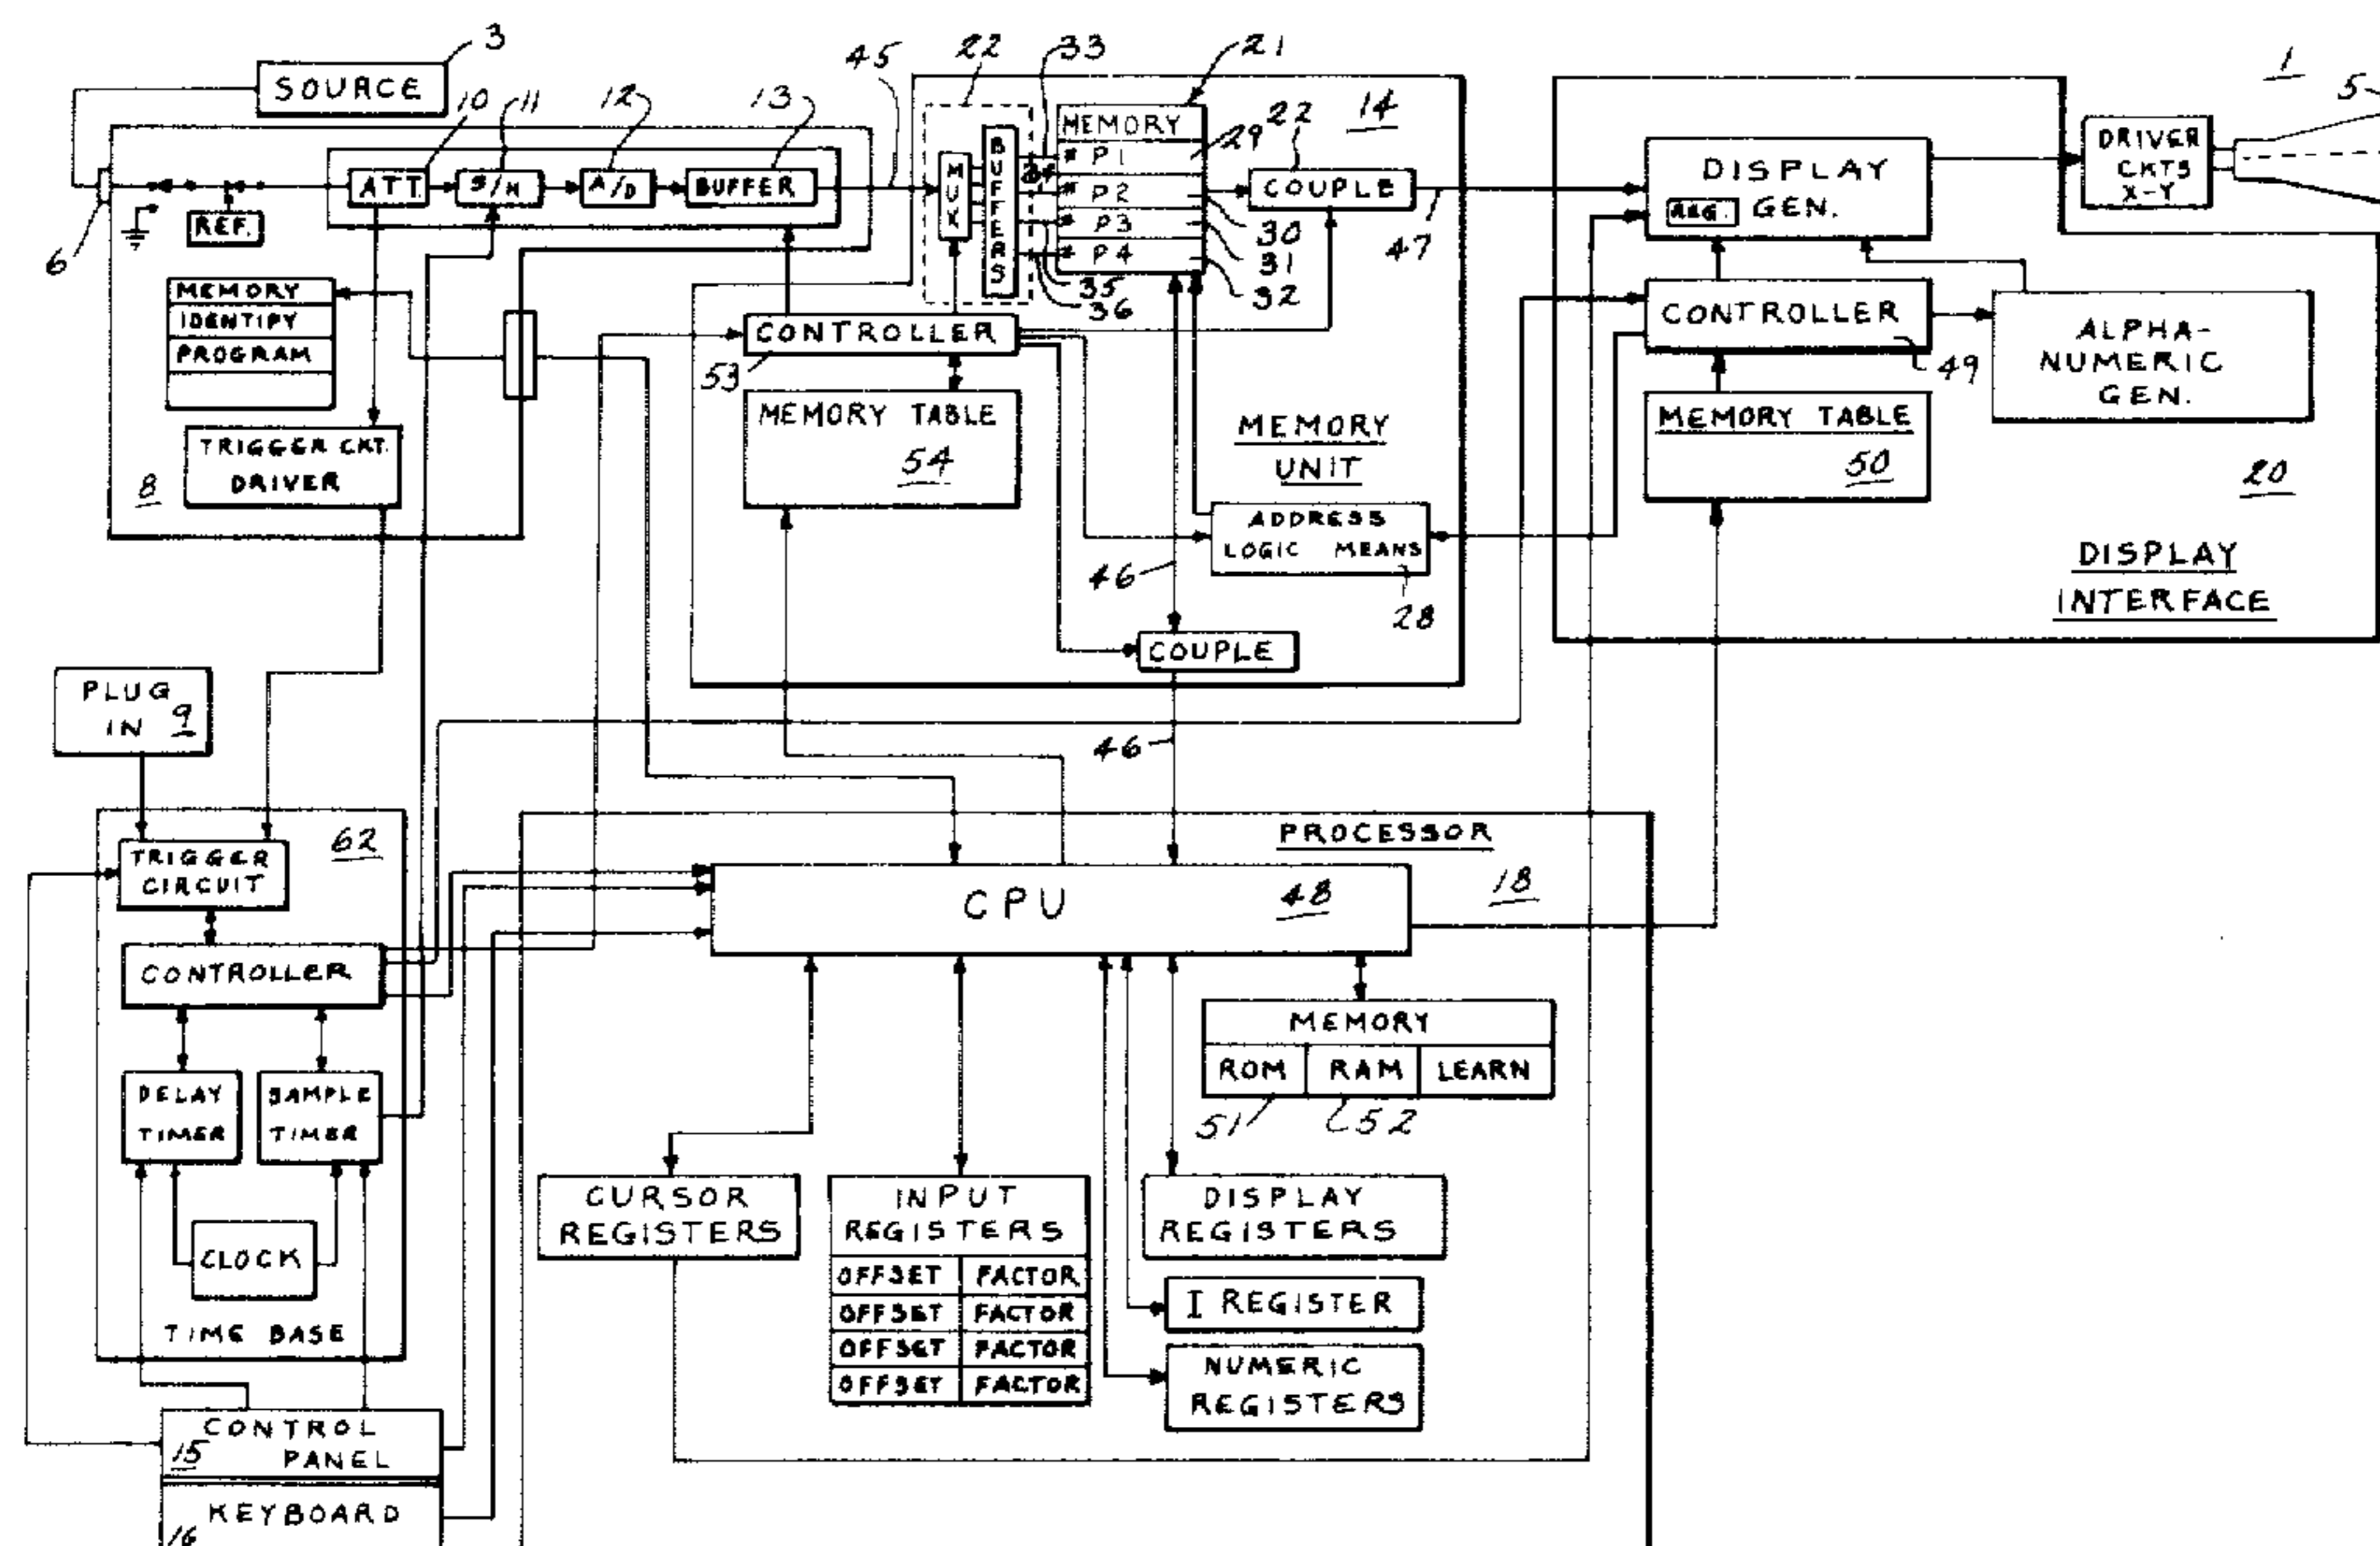 3
SOURCE
10
11
12
13
45
22
33
21
14
22
1
5
ATT.
S/H
A/D
BUFFER
REF.
6
MUX
BUFFERS
MEMORY
# P1
# P2
# P3
# P4
34
35
36
29
30
31
32
COUPLE
47
DISPLAY
GEN.
REG.
DRIVER
CKTS
X-Y
MEMORY
IDENTIFY
PROGRAM
TRIGGER CKT.
DRIVER
8
CONTROLLER
53
MEMORY TABLE
54
MEMORY
UNIT
ADDRESS
LOGIC MEANS
28
46
COUPLE
CONTROLLER
49
ALPHA-
NUMERIC
GEN.
MEMORY TABLE
50
20
DISPLAY
INTERFACE
PLUG
IN 9
46
62
TRIGGER
CIRCUIT
CONTROLLER
DELAY
TIMER
SAMPLE
TIMER
CLOCK
TIME BASE
PROCESSOR
CPU 48
18
MEMORY
ROM RAM LEARN
51
52
CURSOR
REGISTERS
INPUT
REGISTERS
OFFSET FACTOR
OFFSET FACTOR
OFFSET FACTOR
OFFSET FACTOR
DISPLAY
REGISTERS
I REGISTER
NUMERIC
REGISTERS
CONTROL
15 PANEL
KEYBOARD
16